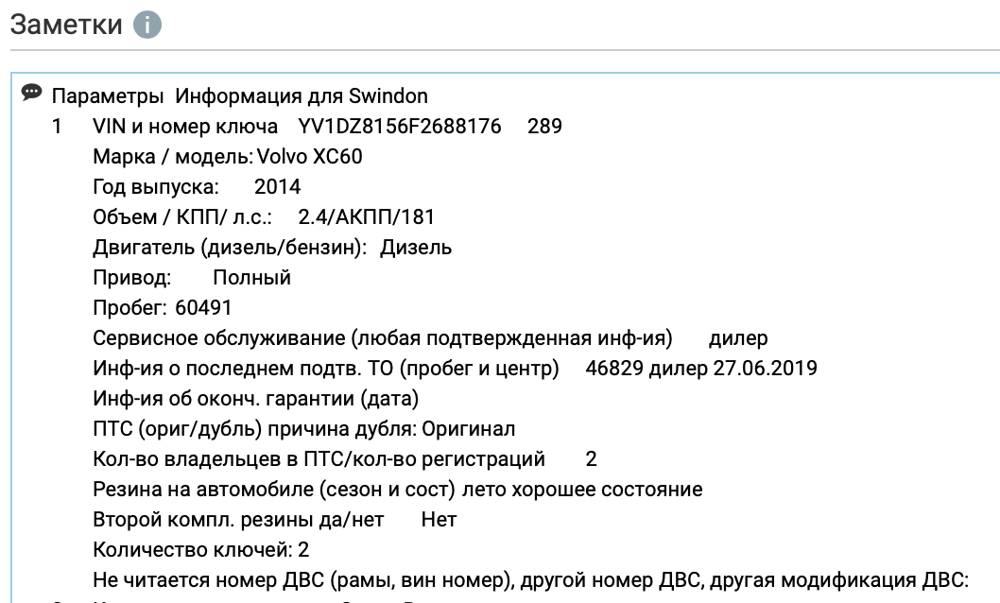 Заметки i
Параметры Информация для Swindon
1 VIN и номер ключа YV1DZ8156F2688176 289
Марка / модель: Volvo XC60
Год выпуска: 2014
Объем / КПП/ л.с.: 2.4/АКПП/181
Двигатель (дизель/бензин): Дизель
Привод: Полный
Пробег: 60491
Сервисное обслуживание (любая подтвержденная инф-ия) дилер
Инф-ия о последнем подтв. ТО (пробег и центр) 46829 дилер 27.06.2019
Инф-ия об оконч. гарантии (дата)
ПТС (ориг/дубль) причина дубля: Оригинал
Кол-во владельцев в ПТС/кол-во регистраций 2
Резина на автомобиле (сезон и сост) лето хорошее состояние
Второй компл. резины да/нет Нет
Количество ключей: 2
Не читается номер ДВС (рамы, вин номер), другой номер ДВС, другая модификация ДВС: